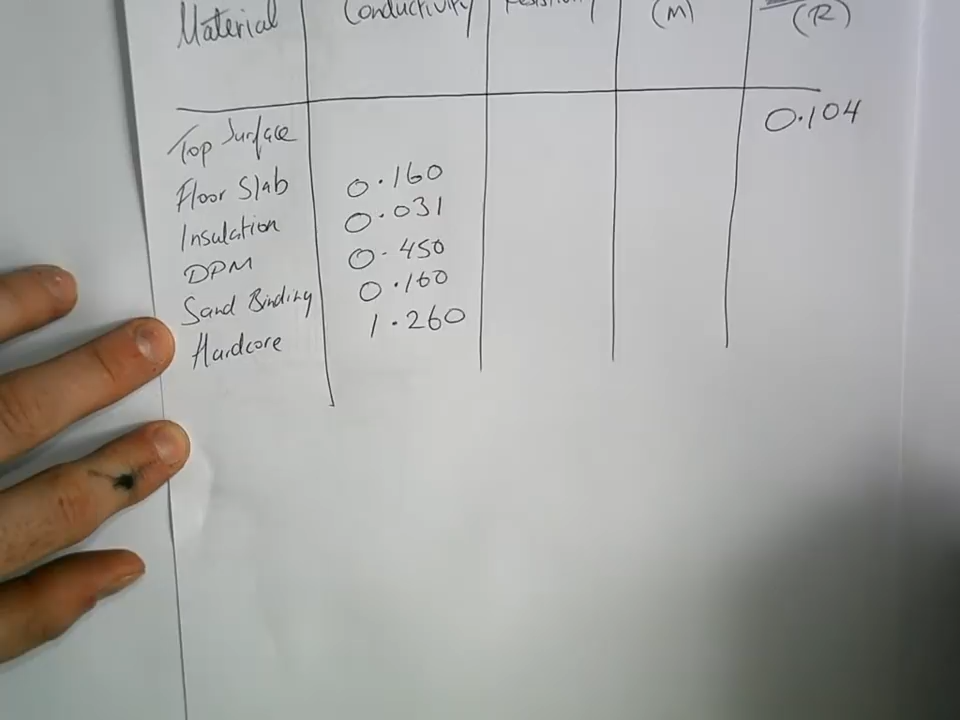 Material Conductivity (M) (R)
Top Surface 0.104
Floor Slab 0.160
Insulation 0.031
DPM 0.450
Sand Binding 0.160
Hardcore 1.260